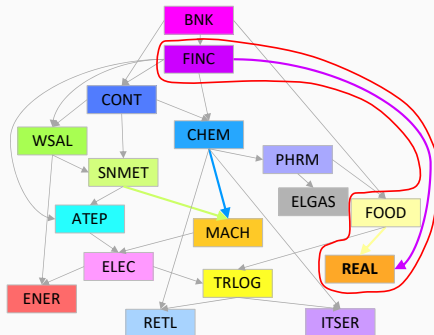 BNK
FINC
CONT
WSAL
CHEM
PHRM
SNMET
ELGAS
FOOD
ATEP
MACH
ELEC
REAL
TRLOG
ENER
RETL
ITSER